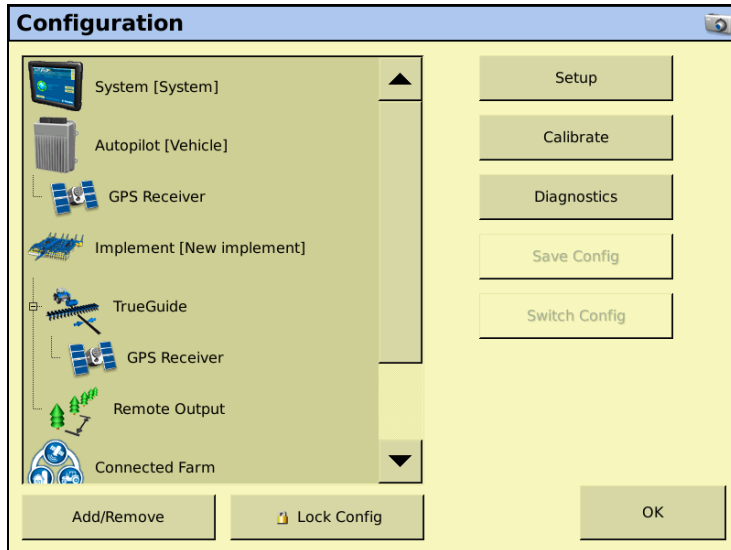 Configuration
System [System]
Autopilot [Vehicle]
GPS Receiver
Implement [New implement]
TrueGuide
GPS Receiver
Remote Output
Connected Farm
Setup
Calibrate
Diagnostics
Save Config
Switch Config
Add/Remove
Lock Config
OK